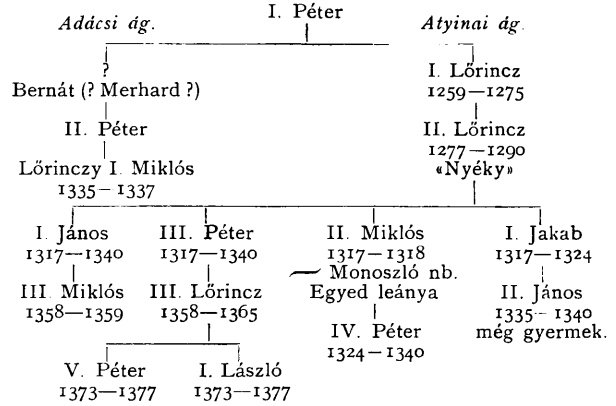 I. Péter
Adácsi ág. Atyinai ág.
?
Bernát (? Merhard ?)
I. Lőrincz
1259—1275
II. Péter
II. Lőrincz
1277—1290
«Nyéky»
Lőrinczy I. Miklós
1335—1337
I. János III. Péter II. Miklós I. Jakab
1317—1340 1317—1340 1317—1318 1317—1324
Monoszló nb.
Egyed leánya
III. Miklós III. Lőrincz II. János
1358—1359 1358—1365 1335—1340
még gyermek.
IV. Péter
1324—1340
V. Péter I. László
1373—1377 1373—1377